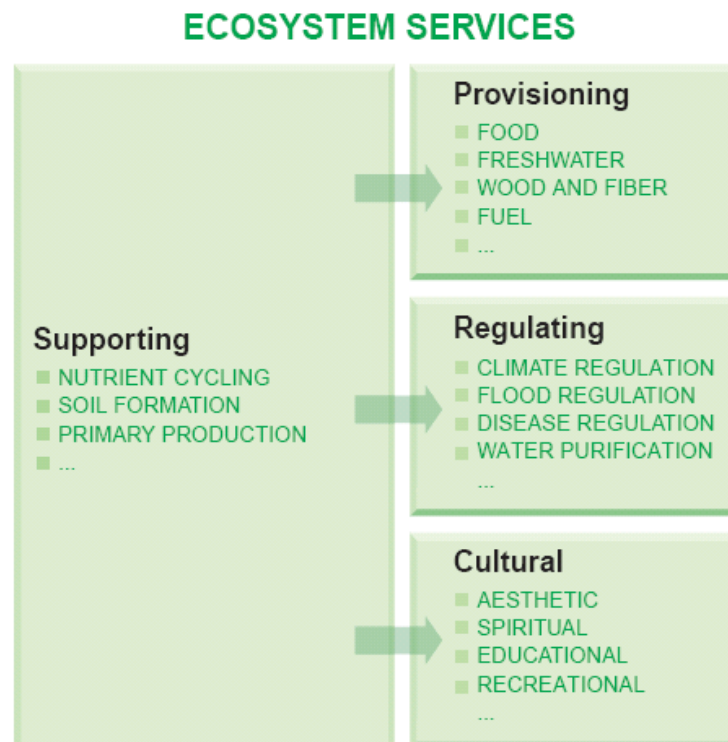 ECOSYSTEM SERVICES
Supporting
NUTRIENT CYCLING
SOIL FORMATION
PRIMARY PRODUCTION
...
Provisioning
FOOD
FRESHWATER
WOOD AND FIBER
FUEL
...
Regulating
CLIMATE REGULATION
FLOOD REGULATION
DISEASE REGULATION
WATER PURIFICATION
...
Cultural
AESTHETIC
SPIRITUAL
EDUCATIONAL
RECREATIONAL
...